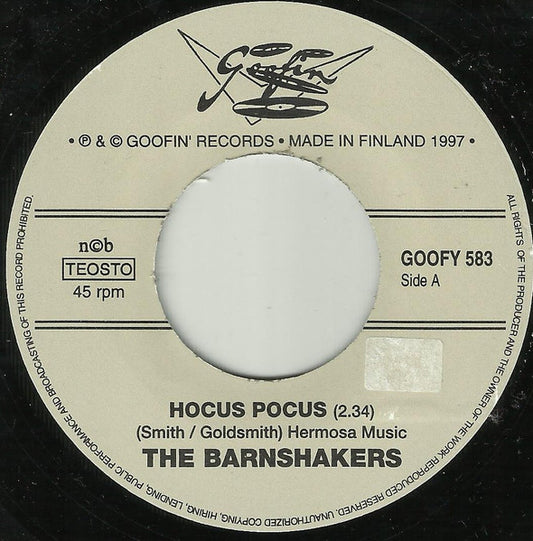 Goofin'
• ℗ & © GOOFIN' RECORDS • MADE IN FINLAND 1997 •
n©b
TEOSTO
45 rpm
GOOFY 583
Side A
HOCUS POCUS (2.34)
(Smith / Goldsmith) Hermosa Music
THE BARNSHAKERS
ALL RIGHTS OF THE PRODUCER AND THE OWNER OF THE WORK REPRODUCED RESERVED. UNAUTHORIZED COPYING, HIRING, LENDING, PUBLIC PERFORMANCE AND BROADCASTING OF THIS RECORD PROHIBITED.